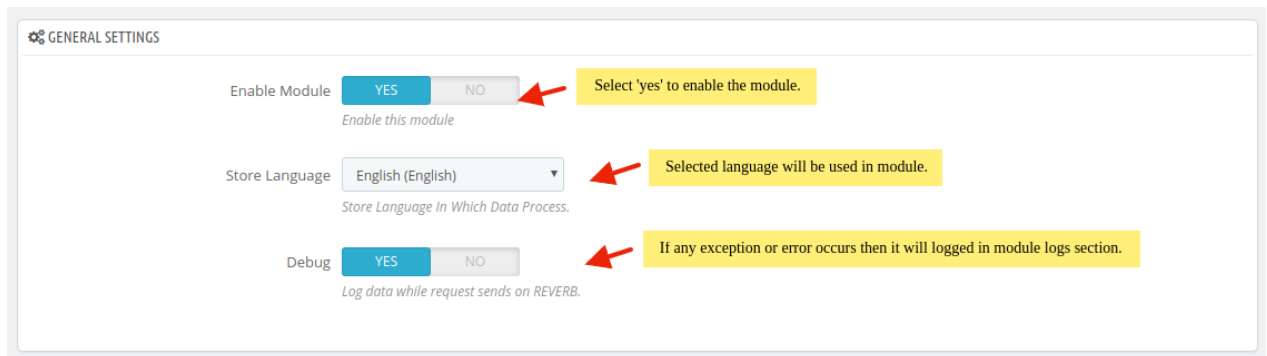 GENERAL SETTINGS
Enable Module YES NO Select 'yes' to enable the module.
Enable this module
Store Language English (English) Selected language will be used in module.
Store Language In Which Data Process.
Debug YES NO If any exception or error occurs then it will logged in module logs section.
Log data while request sends on REVERB.